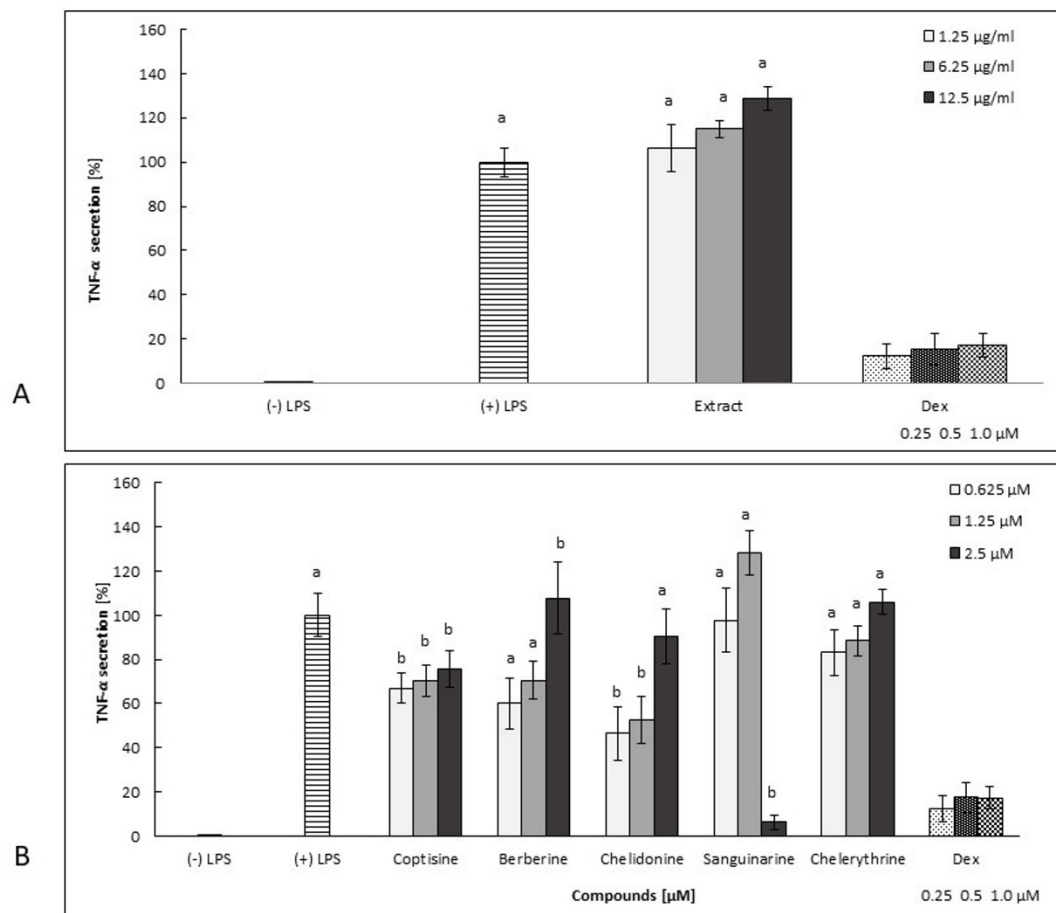 160
140
120
100
80
60
40
20
0
TNF-α secretion [%]
1.25 µg/ml
6.25 µg/ml
12.5 µg/ml
a
a
a
a
(-) LPS
(+) LPS
Extract
Dex
0.25 0.5 1.0 µM
A
160
140
120
100
80
60
40
20
0
TNF-α secretion [%]
0.625 µM
1.25 µM
2.5 µM
a
b b b
a a b
b b a
a a b
a a a
(-) LPS
(+) LPS
Coptisine
Berberine
Chelidonine
Sanguinarine
Chelerythrine
Dex
Compounds [µM]
0.25 0.5 1.0 µM
B